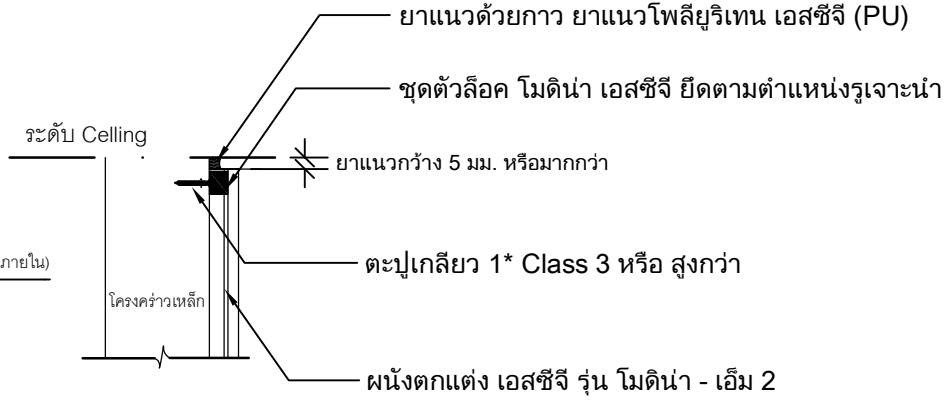 ยาแนวด้วยกาว ยาแนวโพลียูริเทน เอสซีจี (PU)
ชุดตัวล็อค โมดิน่า เอสซีจี ยึดตามตำแหน่งรูเจาะนำ
ระดับ Celling
ยาแนวกว้าง 5 มม. หรือมากกว่า
ภายใน)
ตะปูเกลียว 1* Class 3 หรือ สูงกว่า
โครงคร่าวเหล็ก
ผนังตกแต่ง เอสซีจี รุ่น โมดิน่า - เอ็ม 2